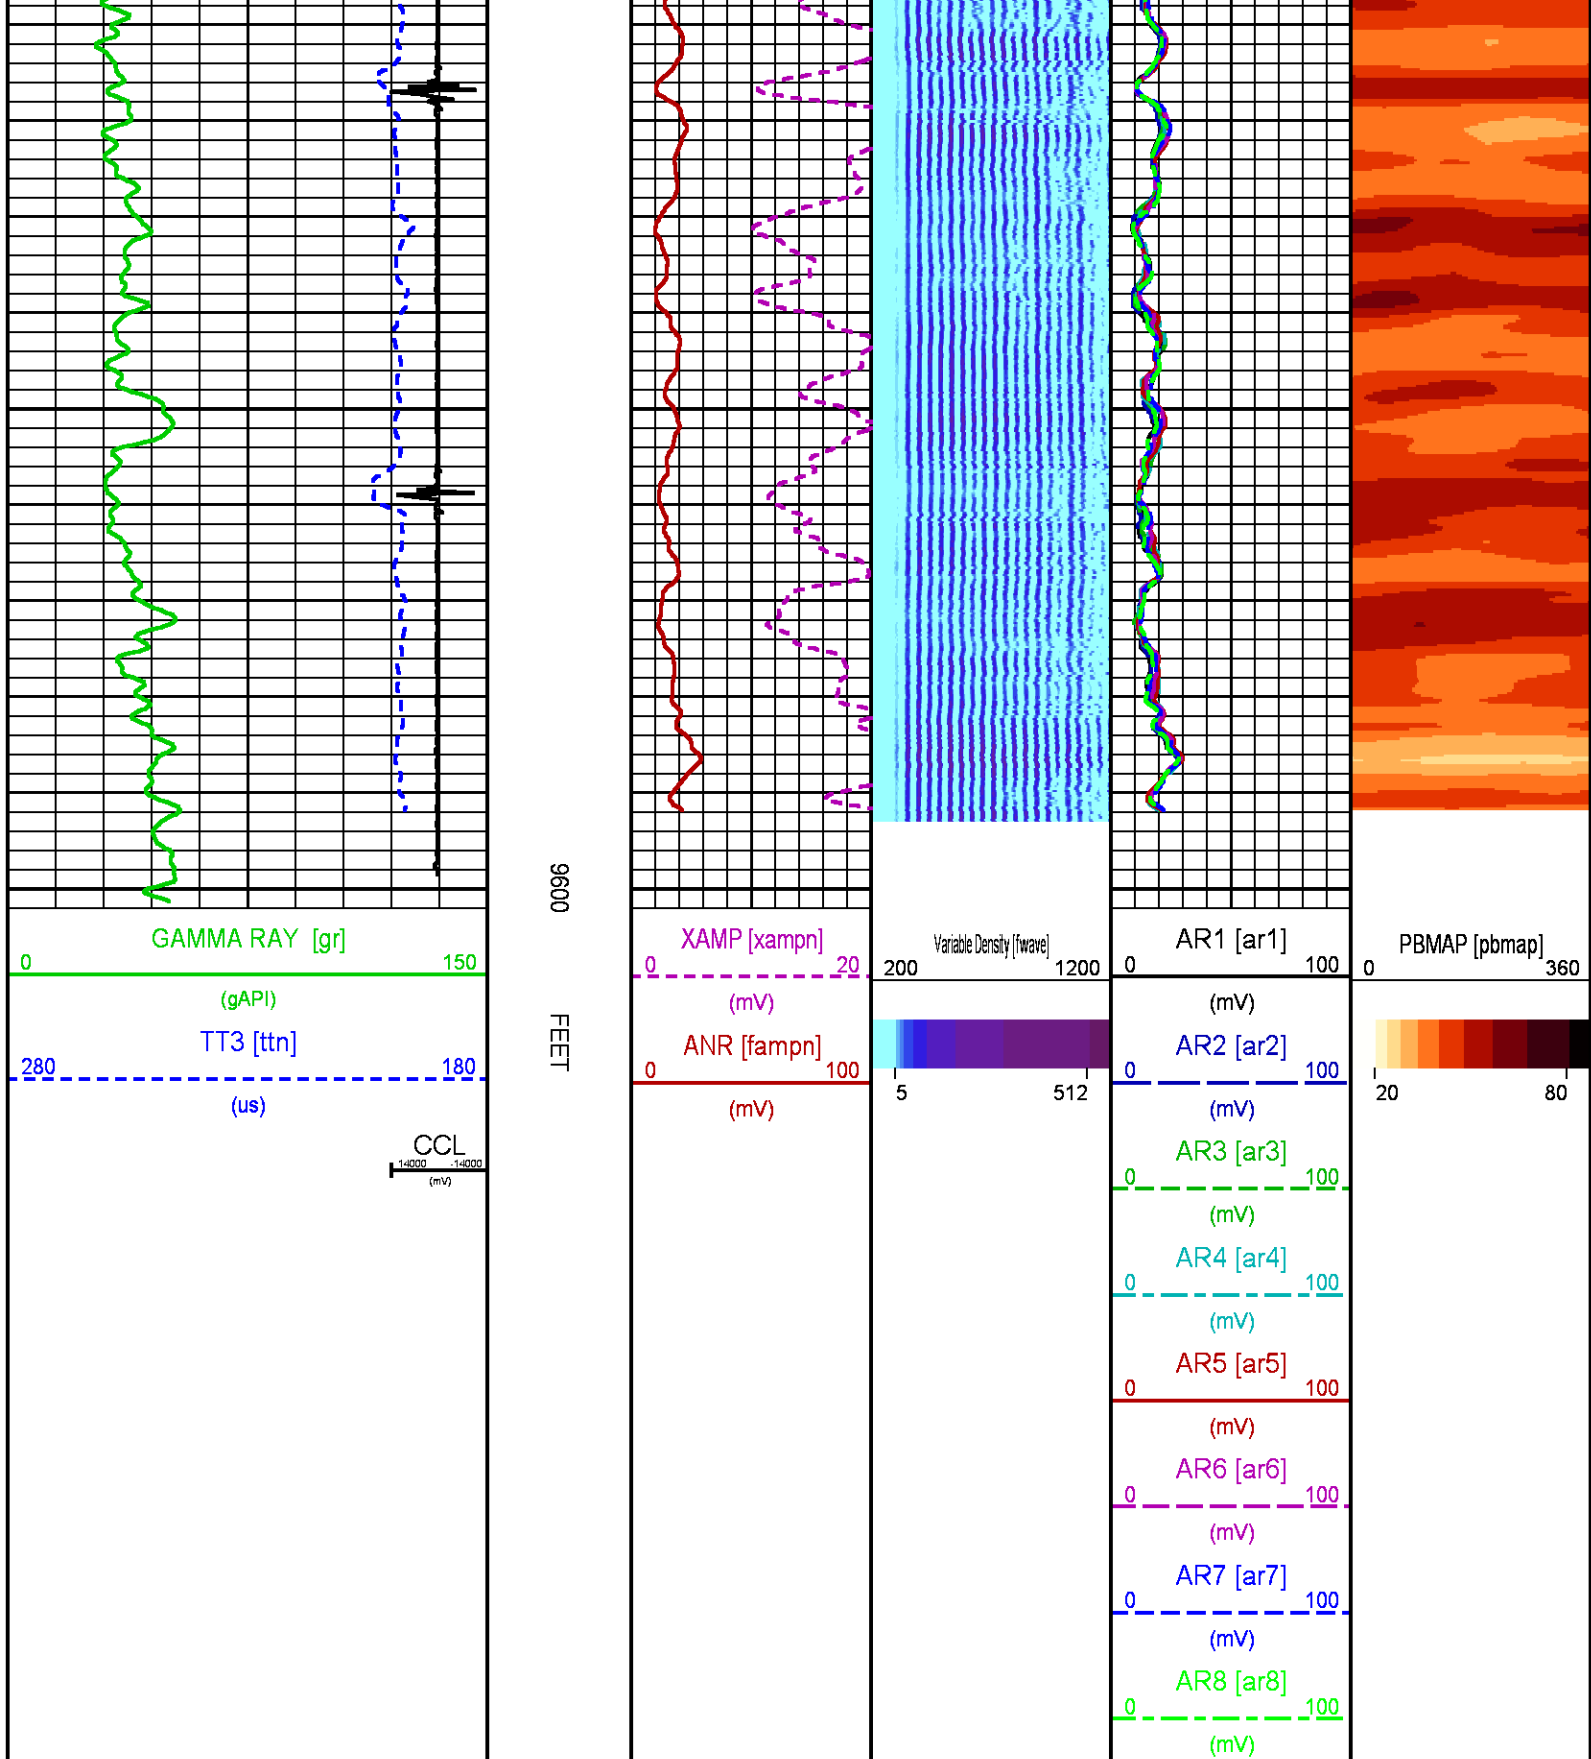 9600
FEET
GAMMA RAY [gr]
0 150
(gAPI)
TT3 [ttn]
280 180
(us)
CCL
14000 -14000
(mV)
XAMP [xampn]
0 20
(mV)
ANR [fampn]
0 100
(mV)
Variable Density [fwave]
200 1200
5 512
AR1 [ar1]
0 100
(mV)
AR2 [ar2]
0 100
(mV)
AR3 [ar3]
0 100
(mV)
AR4 [ar4]
0 100
(mV)
AR5 [ar5]
0 100
(mV)
AR6 [ar6]
0 100
(mV)
AR7 [ar7]
0 100
(mV)
AR8 [ar8]
0 100
(mV)
PBMAP [pbmap]
0 360
20 80